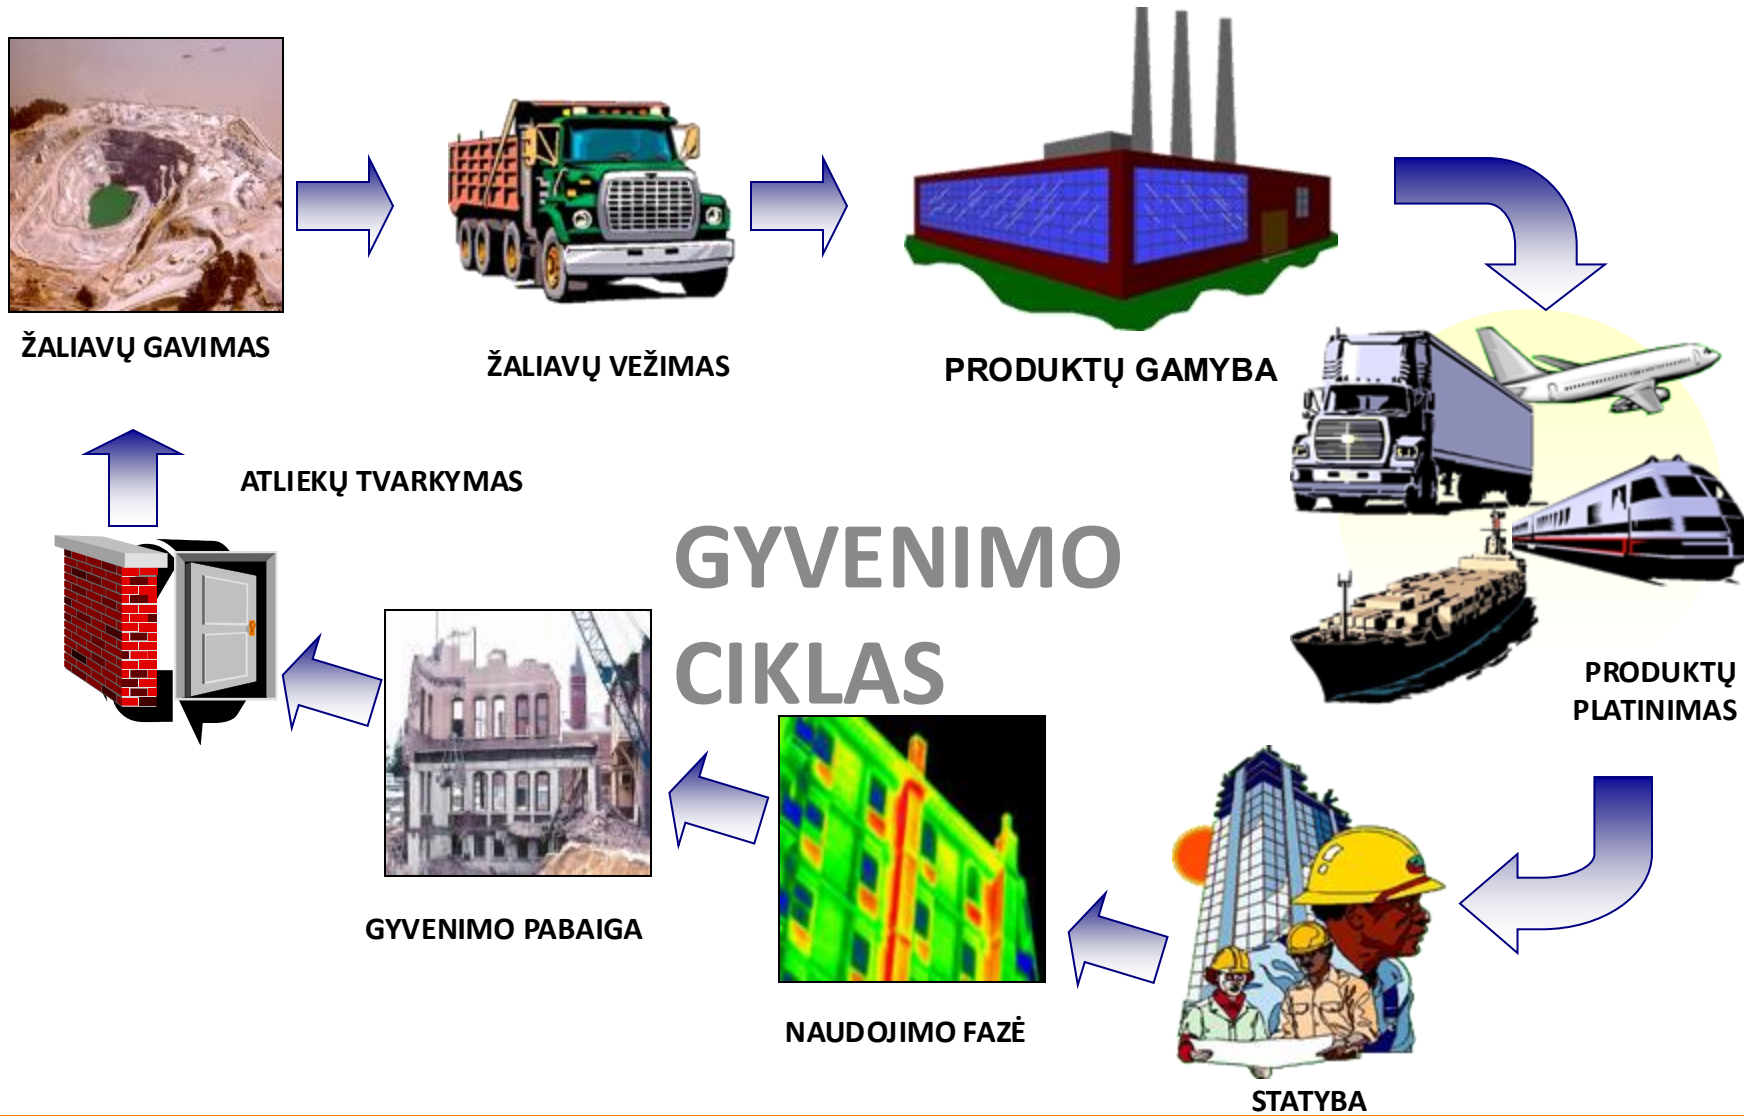 ŽALIAVŲ GAVIMAS
ŽALIAVŲ VEŽIMAS
PRODUKTŲ GAMYBA
ATLIEKŲ TVARKYMAS
GYVENIMO
CIKLAS
PRODUKTŲ
PLATINIMAS
GYVENIMO PABAIGA
NAUDOJIMO FAZĖ
STATYBA